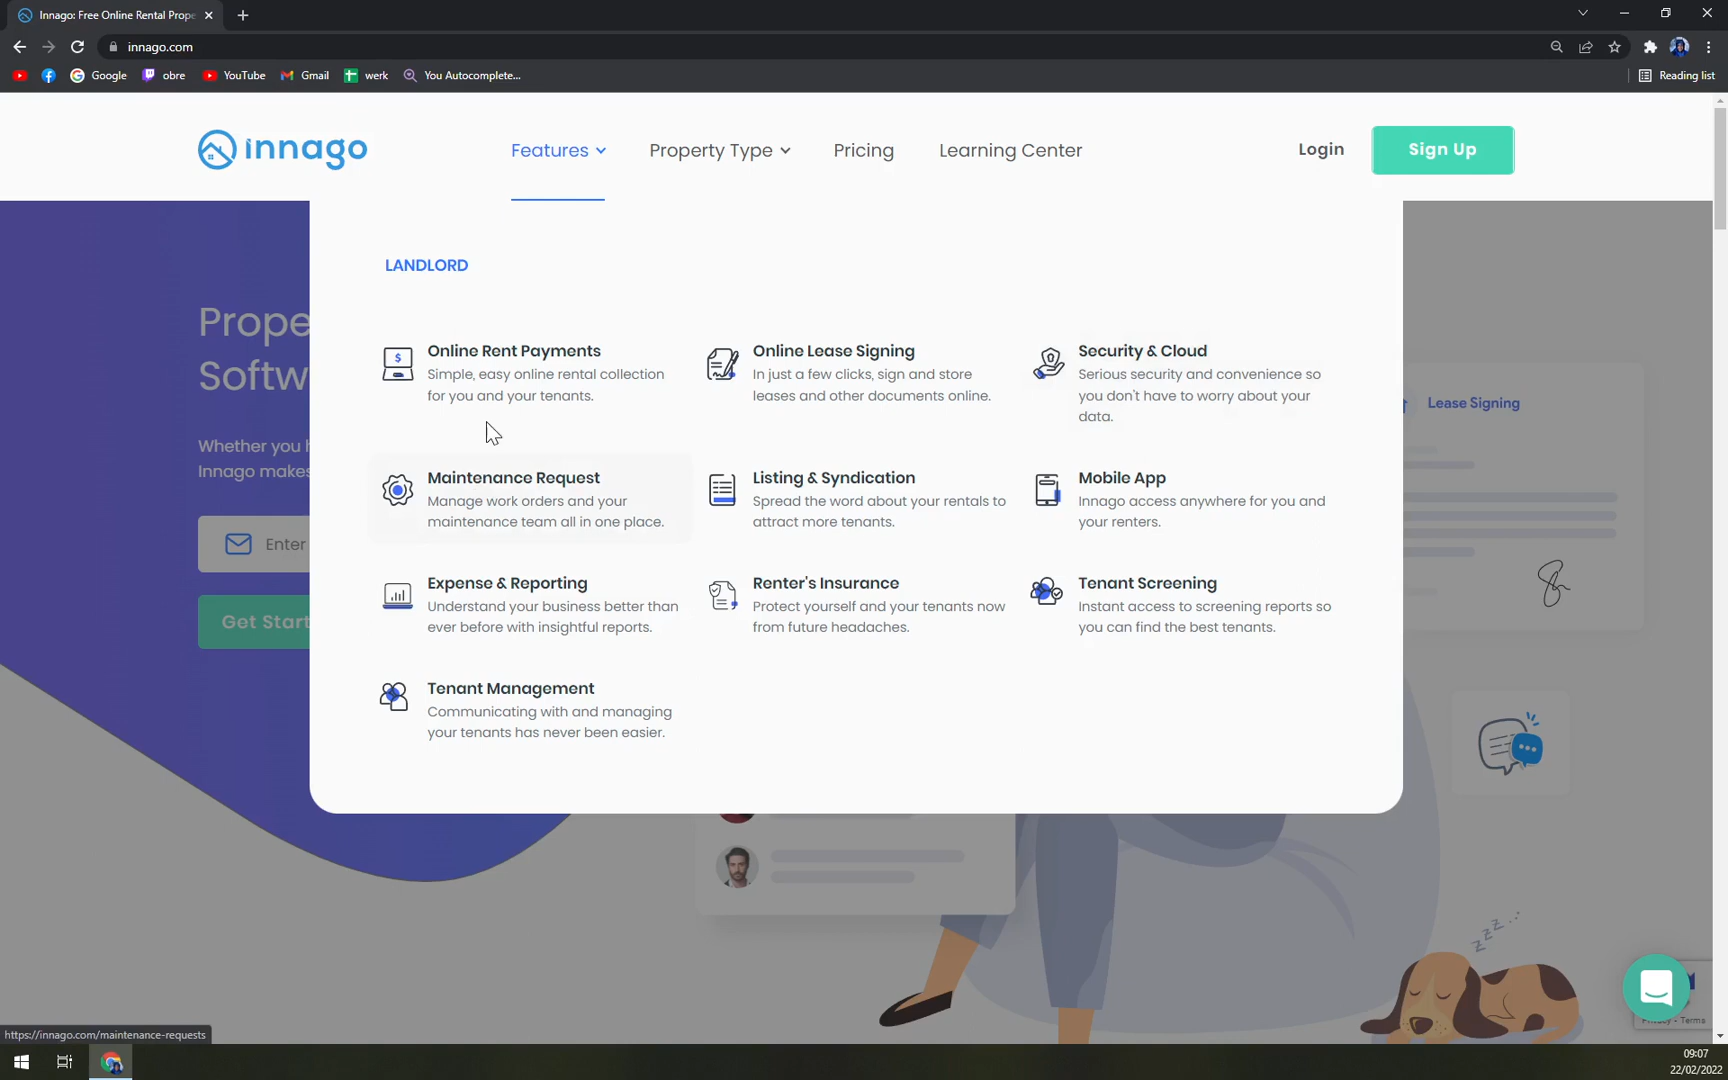 Innago: Free Online Rental Prope
innago.com
Google
obre
YouTube
Gmail
werk
You Autocomplete...
Reading list
innago
Features
Property Type
Pricing
Learning Center
Login
Sign Up
LANDLORD
Online Rent Payments
Simple, easy online rental collection
for you and your tenants.
Online Lease Signing
In just a few clicks, sign and store
leases and other documents online.
Security & Cloud
Serious security and convenience so
you don't have to worry about your
data.
Maintenance Request
Manage work orders and your
maintenance team all in one place.
Listing & Syndication
Spread the word about your rentals to
attract more tenants.
Mobile App
Innago access anywhere for you and
your renters.
Expense & Reporting
Understand your business better than
ever before with insightful reports.
Renter's Insurance
Protect yourself and your tenants now
from future headaches.
Tenant Screening
Instant access to screening reports so
you can find the best tenants.
Tenant Management
Communicating with and managing
your tenants has never been easier.
Prope
Softw
Whether you h
Innago makes
Enter
Get Start
Lease Signing
zzz
Privacy - Terms
https://innago.com/maintenance-requests
09:07
22/02/2022